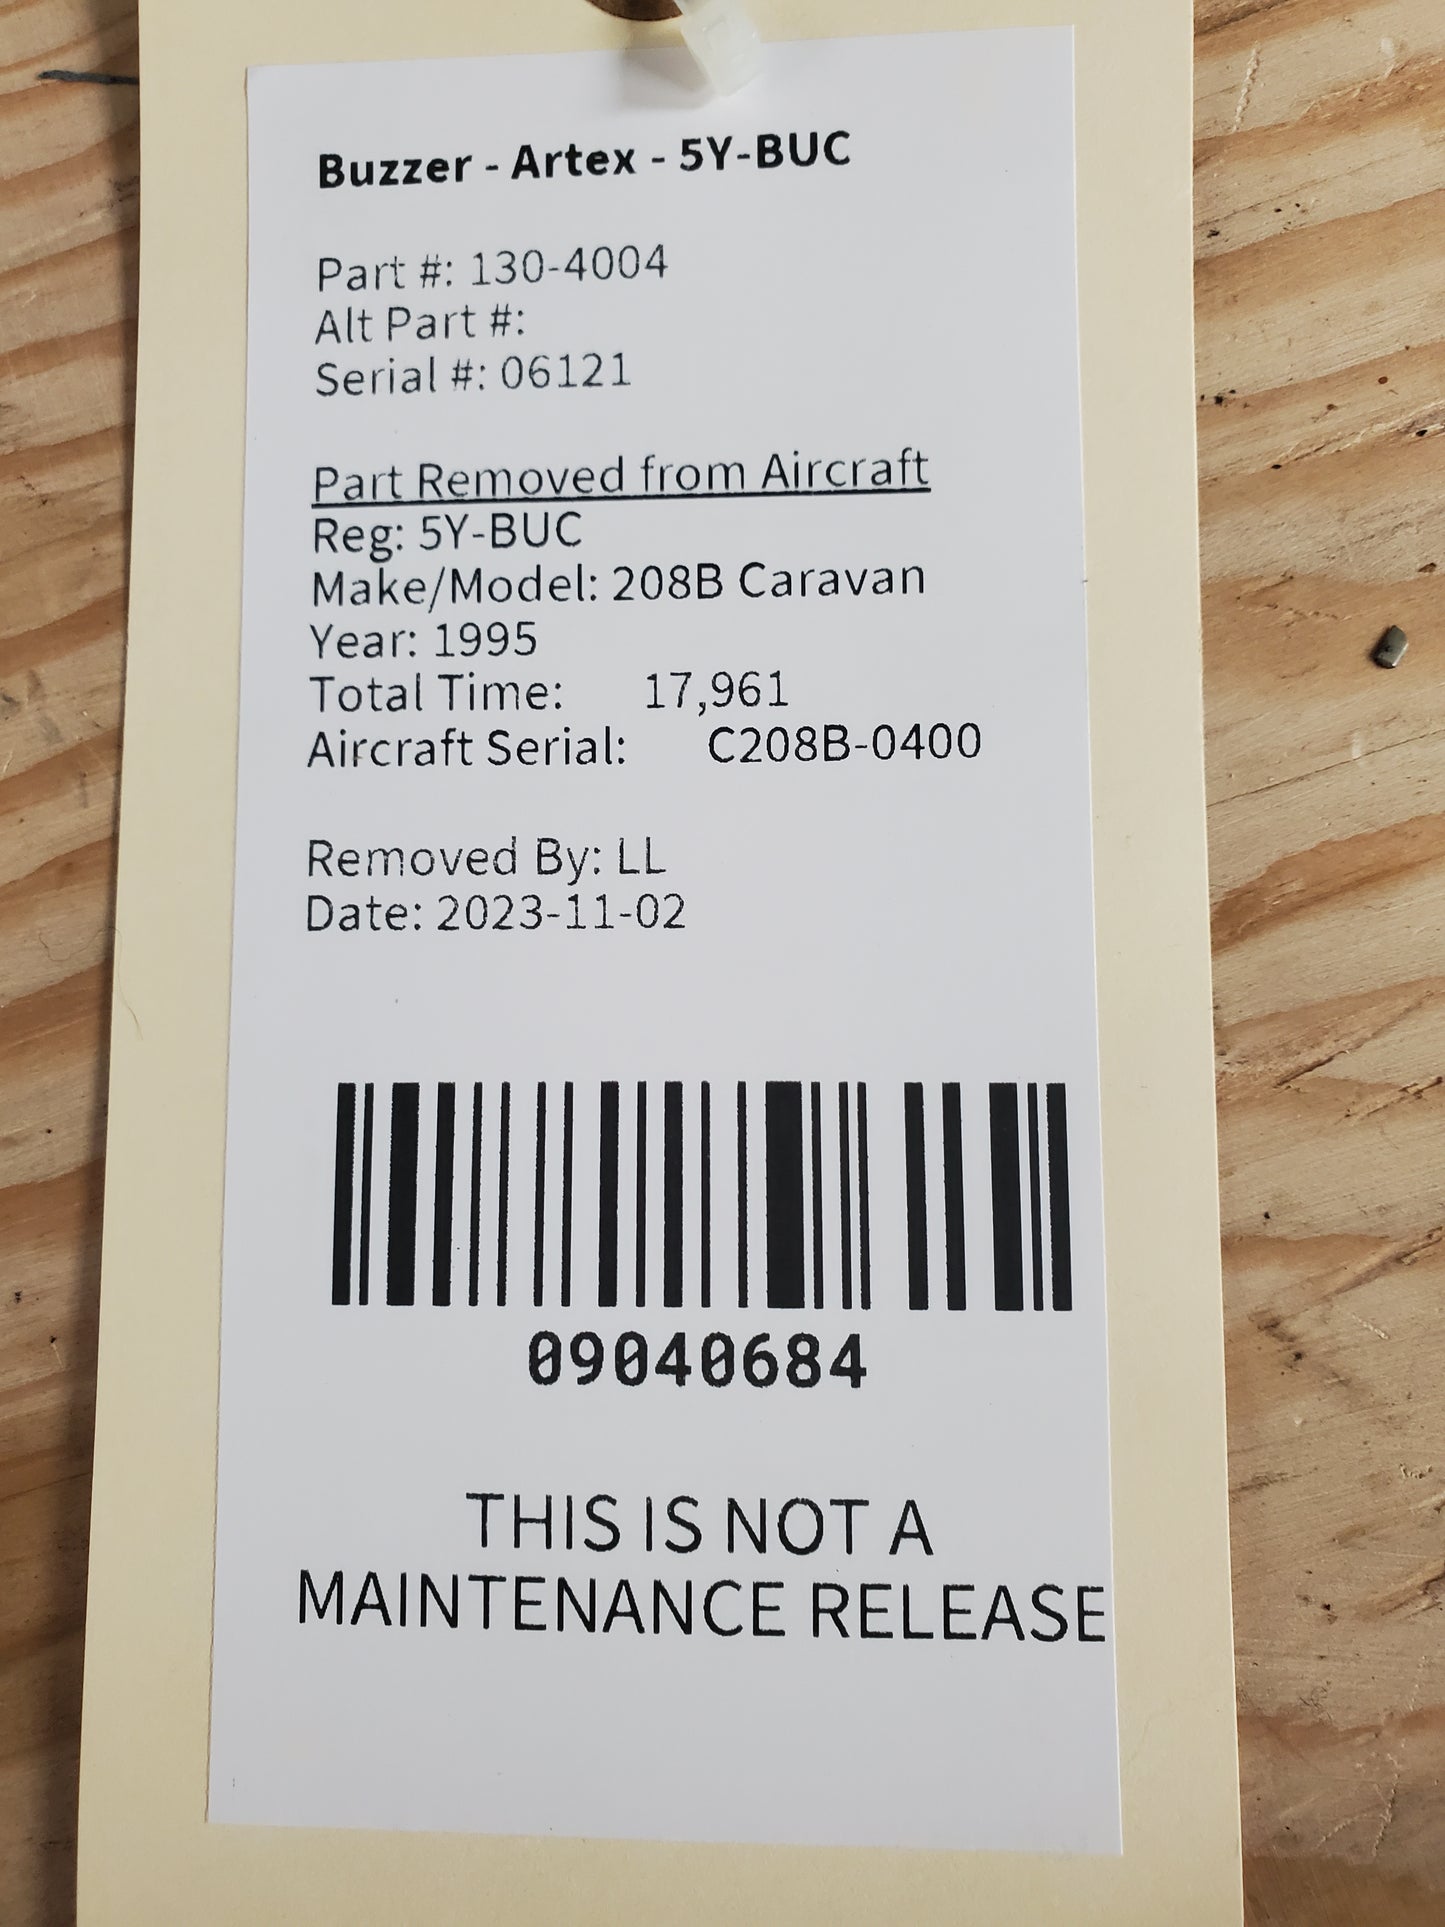 Buzzer - Artex - 5Y-BUC
Part #: 130-4004
Alt Part #:
Serial #: 06121
Part Removed from Aircraft
Reg: 5Y-BUC
Make/Model: 208B Caravan
Year: 1995
Total Time: 17,961
Aircraft Serial: C208B-0400
Removed By: LL
Date: 2023-11-02
09040684
THIS IS NOT A
MAINTENANCE RELEASE